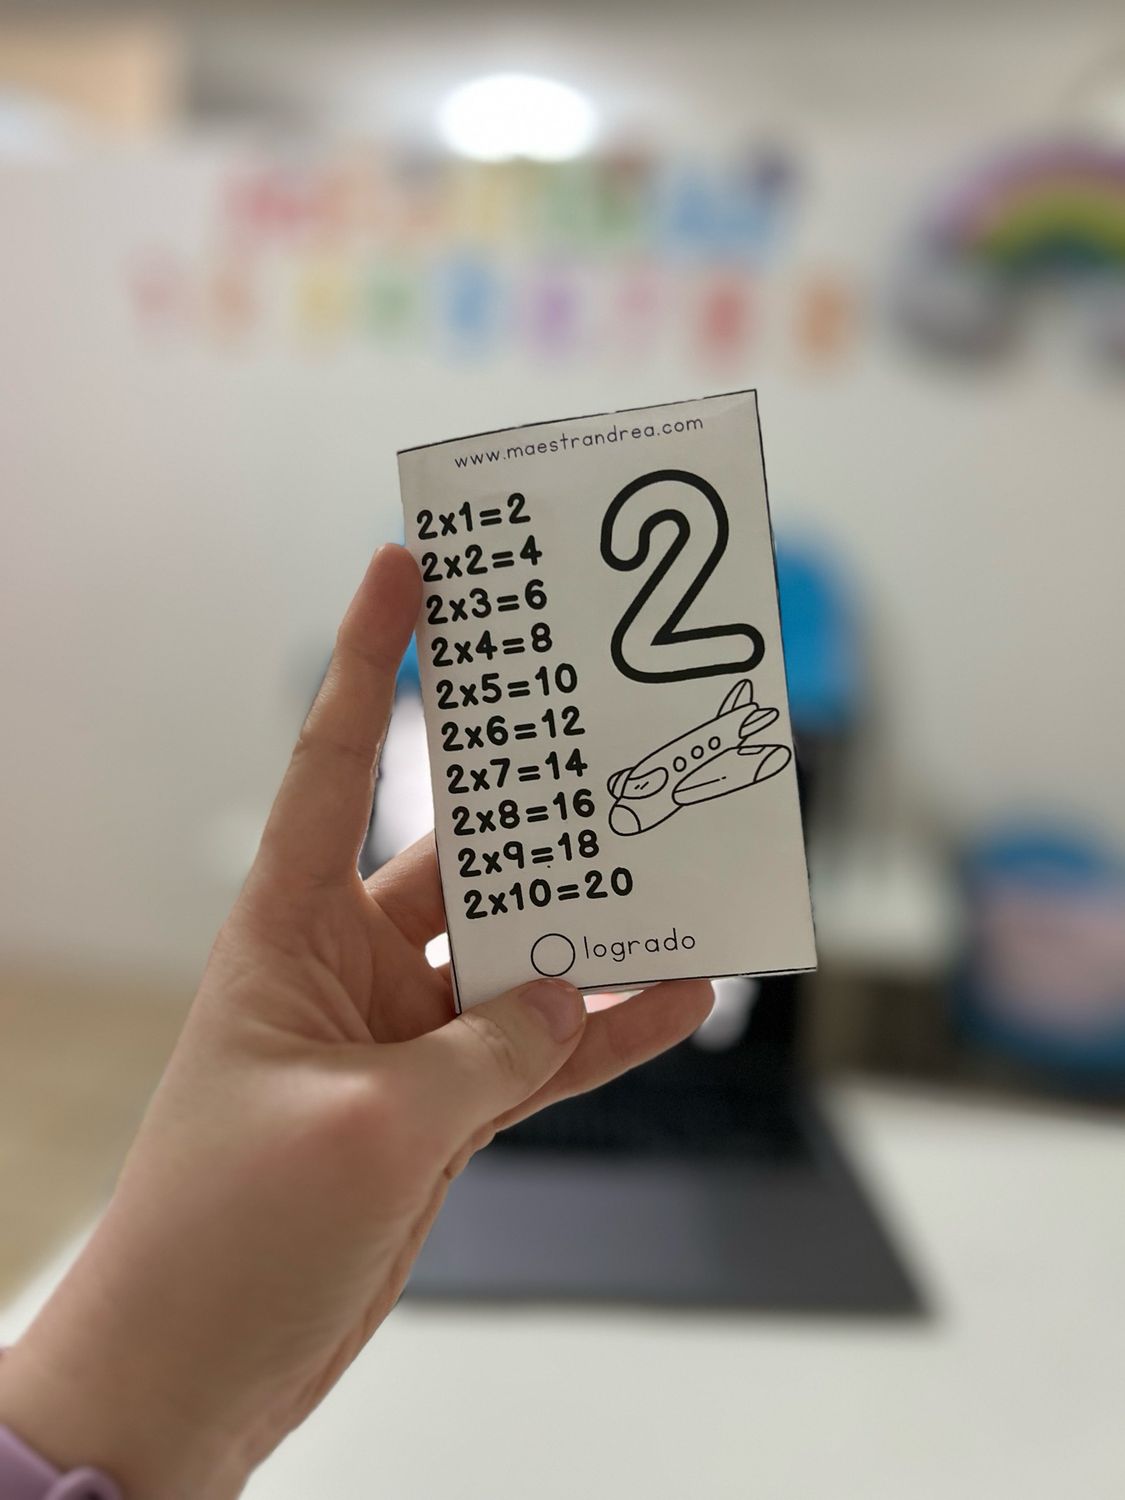 www.maestrandrea.com
2x1=2
2x2=4
2x3=6
2x4=8
2x5=10
2x6=12
2x7=14
2x8=16
2x9=18
2x10=20
2
logrado